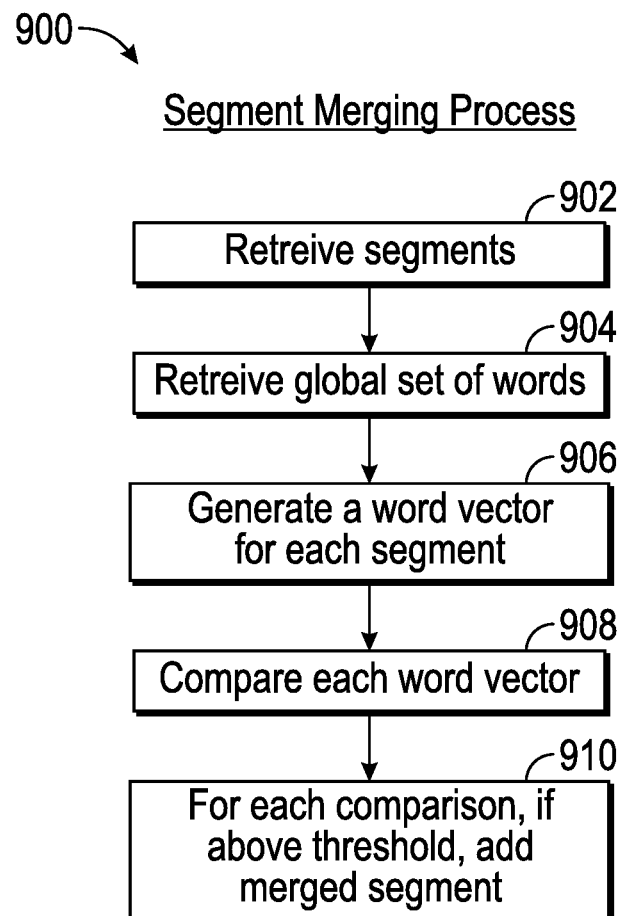 900
Segment Merging Process
902
Retreive segments
904
Retreive global set of words
906
Generate a word vector
for each segment
908
Compare each word vector
910
For each comparison, if
above threshold, add
merged segment